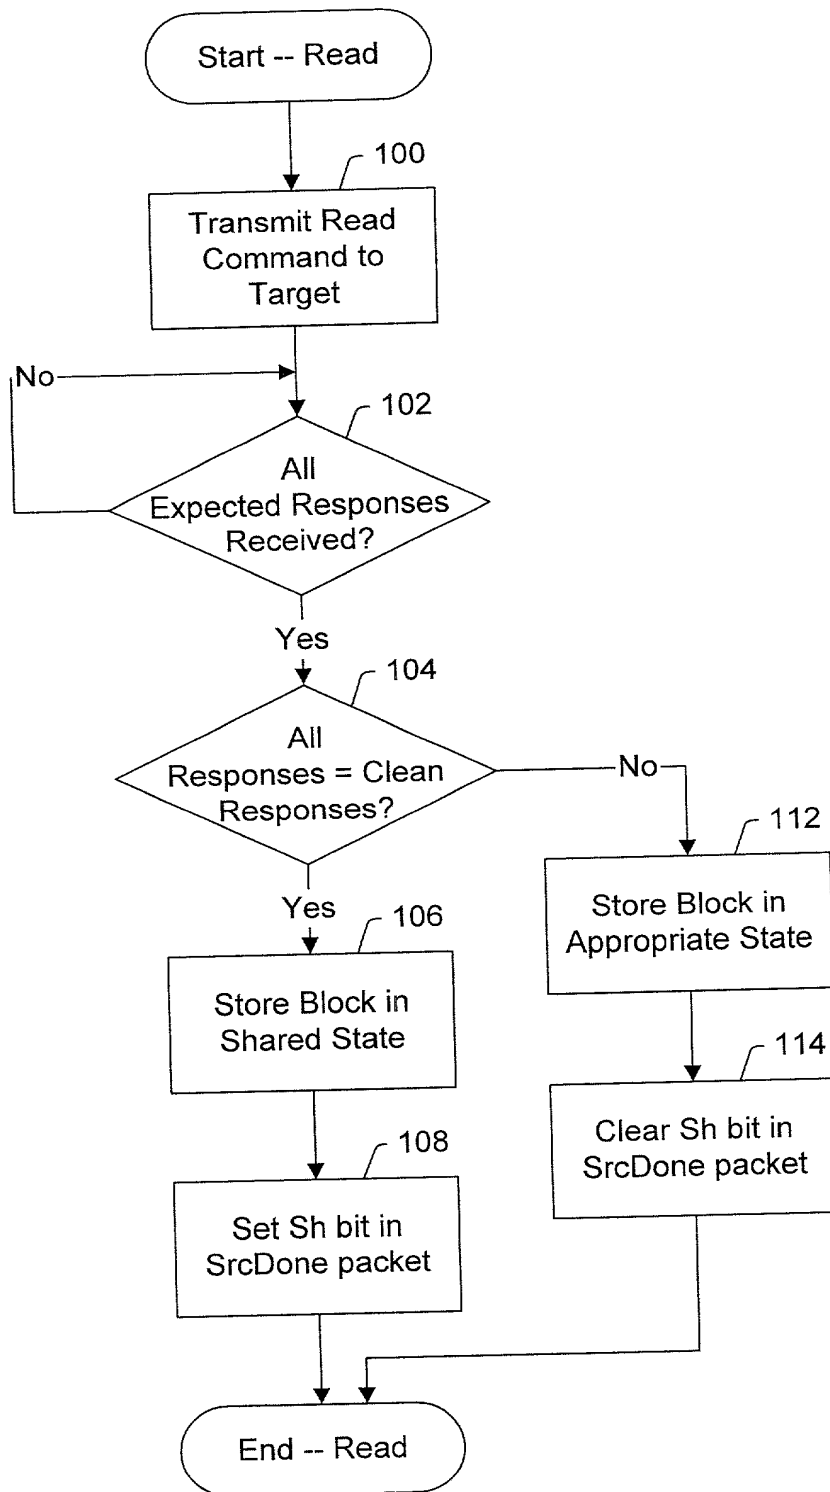 Start -- Read
100
Transmit Read
Command to
Target
No
102
All
Expected Responses
Received?
Yes
104
All
Responses = Clean
Responses?
No
112
Store Block in
Appropriate State
Yes
106
Store Block in
Shared State
114
Clear Sh bit in
SrcDone packet
108
Set Sh bit in
SrcDone packet
End -- Read